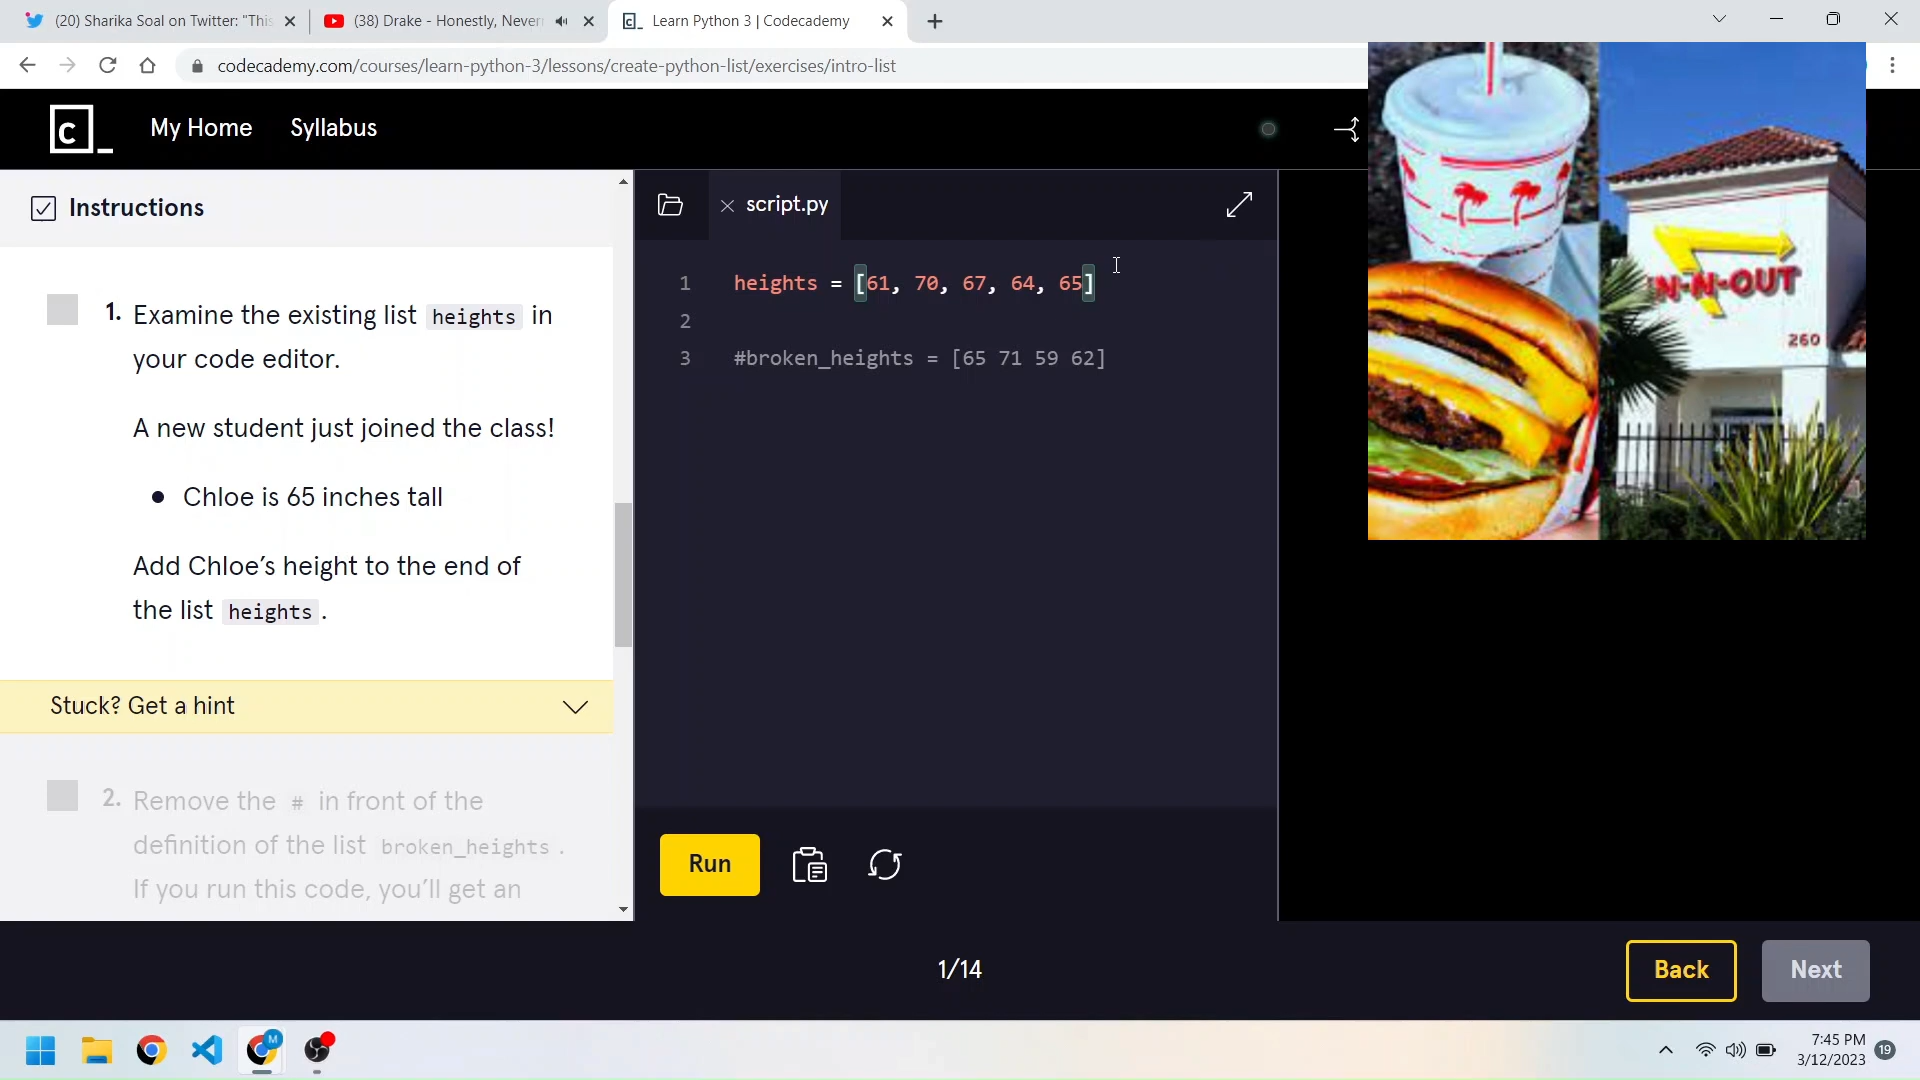 (20) Sharika Soal on Twitter: "This
(38) Drake - Honestly, Neverm
Learn Python 3 | Codecademy
codecademy.com/courses/learn-python-3/lessons/create-python-list/exercises/intro-list
c_
My Home
Syllabus
Instructions
script.py
1. Examine the existing list heights in
your code editor.
A new student just joined the class!
• Chloe is 65 inches tall
Add Chloe's height to the end of
the list heights.
Stuck? Get a hint
2. Remove the # in front of the
definition of the list broken_heights.
If you run this code, you'll get an
1 heights = [61, 70, 67, 64, 65]
2
3 #broken_heights = [65 71 59 62]
N-N-OUT
260
Run
1/14
Back
Next
M
7:45 PM
3/12/2023
19